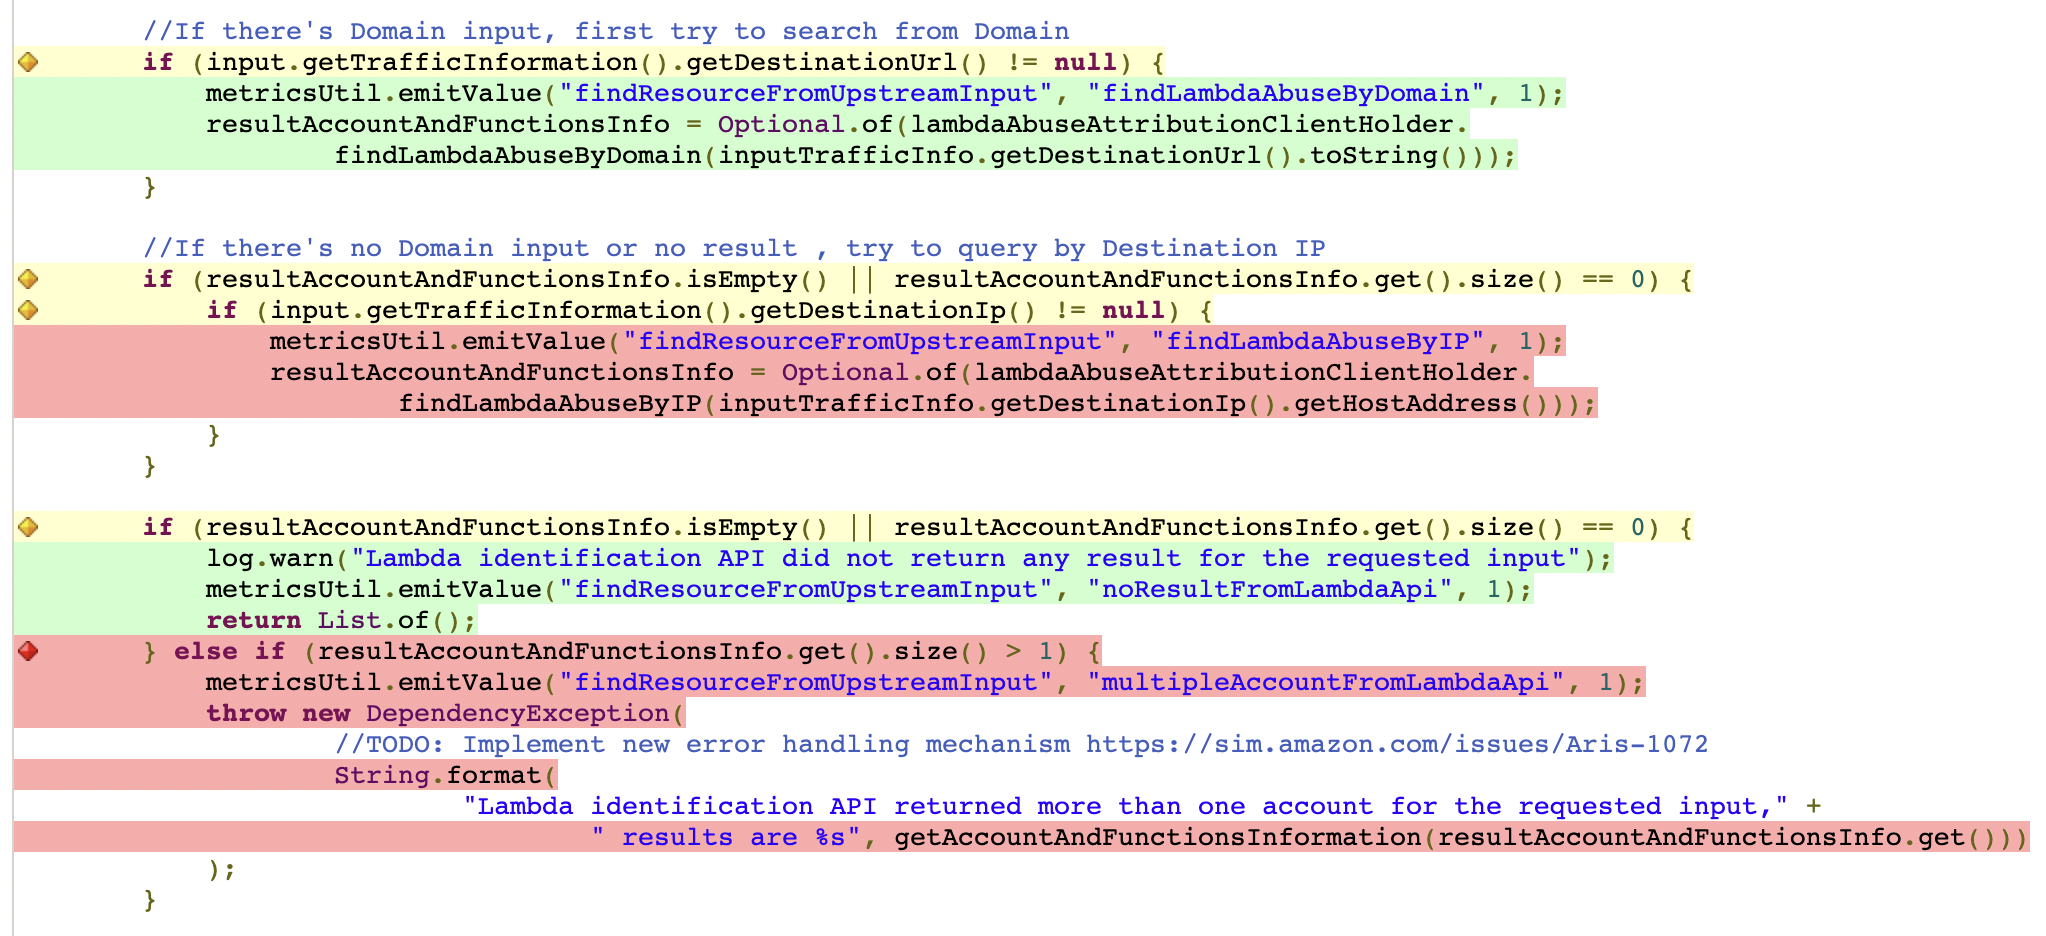 //If there's Domain input, first try to search from Domain
if (input.getTrafficInformation().getDestinationUrl() != null) {
metricsUtil.emitValue("findResourceFromUpstreamInput", "findLambdaAbuseByDomain", 1);
resultAccountAndFunctionsInfo = Optional.of(lambdaAbuseAttributionClientHolder.
findLambdaAbuseByDomain(inputTrafficInfo.getDestinationUrl().toString()));
}
//If there's no Domain input or no result , try to query by Destination IP
if (resultAccountAndFunctionsInfo.isEmpty() || resultAccountAndFunctionsInfo.get().size() == 0) {
if (input.getTrafficInformation().getDestinationIp() != null) {
metricsUtil.emitValue("findResourceFromUpstreamInput", "findLambdaAbuseByIP", 1);
resultAccountAndFunctionsInfo = Optional.of(lambdaAbuseAttributionClientHolder.
findLambdaAbuseByIP(inputTrafficInfo.getDestinationIp().getHostAddress()));
}
}
if (resultAccountAndFunctionsInfo.isEmpty() || resultAccountAndFunctionsInfo.get().size() == 0) {
log.warn("Lambda identification API did not return any result for the requested input");
metricsUtil.emitValue("findResourceFromUpstreamInput", "noResultFromLambdaApi", 1);
return List.of();
} else if (resultAccountAndFunctionsInfo.get().size() > 1) {
metricsUtil.emitValue("findResourceFromUpstreamInput", "multipleAccountFromLambdaApi", 1);
throw new DependencyException(
//TODO: Implement new error handling mechanism https://sim.amazon.com/issues/Aris-1072
String.format(
"Lambda identification API returned more than one account for the requested input," +
" results are %s", getAccountAndFunctionsInformation(resultAccountAndFunctionsInfo.get()))
);
}